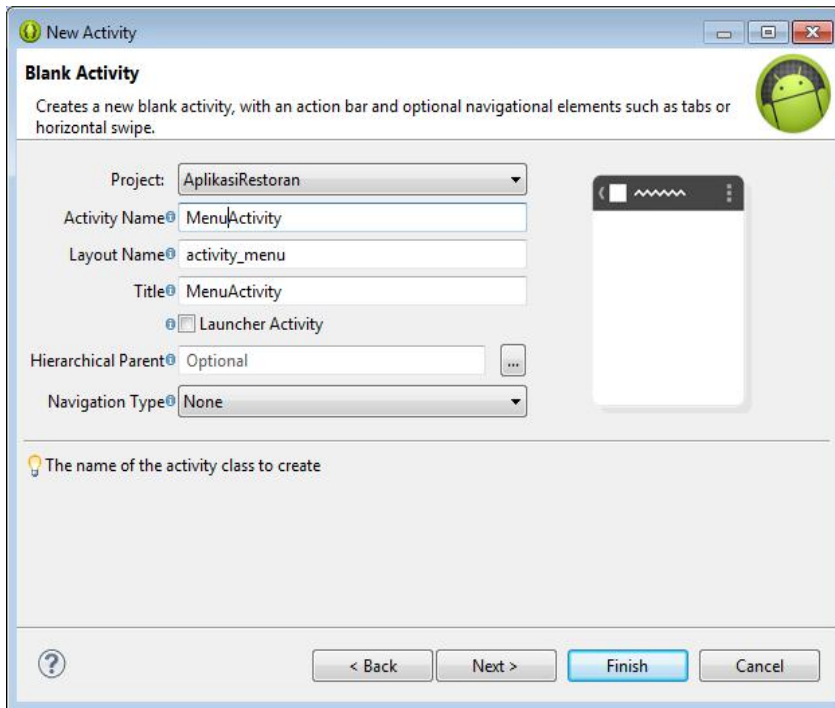 New Activity
Blank Activity
Creates a new blank activity, with an action bar and optional navigational elements such as tabs or
horizontal swipe.
Project: AplikasiRestoran
Activity Name MenuActivity
Layout Name activity_menu
Title MenuActivity
Launcher Activity
Hierarchical Parent Optional ...
Navigation Type None
The name of the activity class to create
? < Back Next > Finish Cancel